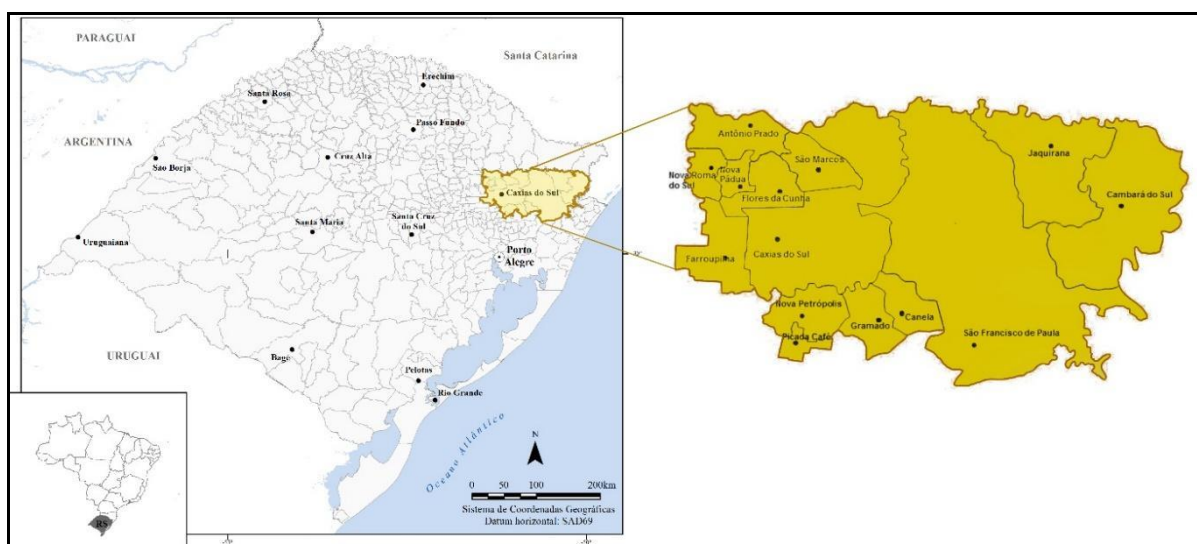 PARAGUAI
Santa Catarina
Erechim
Santa Rosa
Passo Fundo
ARGENTINA
Cruz Alta
São Borja
Caxias do Sul
Santa Maria
Santa Cruz
do Sul
Uruguaiana
Porto
Alegre
URUGUAI
Bagé
Pelotas
Rio Grande
Oceano Atlântico
N
0 50 100 200km
Sistema de Coordenadas Geográficas
Datum horizontal: SAD69
RS
Antônio Prado
Jaquirana
São Marcos
Nova Roma
do Sul
Nova
Pádua
Flores da Cunha
Cambará do Sul
Caxias do Sul
Farroupilha
Nova Petrópolis
Canela
Gramado
Picada Café
São Francisco de Paula